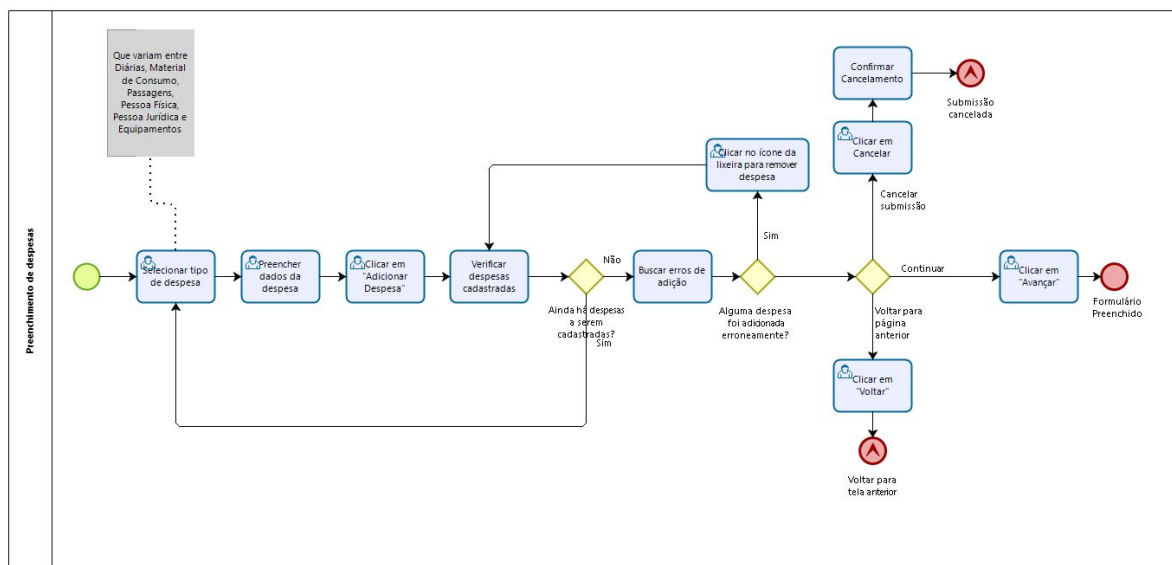 Preenchimento de despesas
Que variam entre
Diárias, Material
de Consumo,
Passagens,
Pessoa Física,
Pessoa Jurídica e
Equipamentos
Selecionar tipo
de despesa
Preencher
dados da
despesa
Clicar em
"Adicionar
Despesa"
Verificar
despesas
cadastradas
Ainda há despesas
a serem
cadastradas?
Sim
Não
Buscar erros de
adição
Alguma despesa
foi adicionada
erroneamente?
Sim
Clicar no ícone da
lixeira para remover
despesa
Cancelar
submissão
Clicar em
Cancelar
Confirmar
Cancelamento
Submissão
cancelada
Continuar
Clicar em
"Avançar"
Formulário
Preenchido
Voltar para
página
anterior
Clicar em
"Voltar"
Voltar para
tela anterior